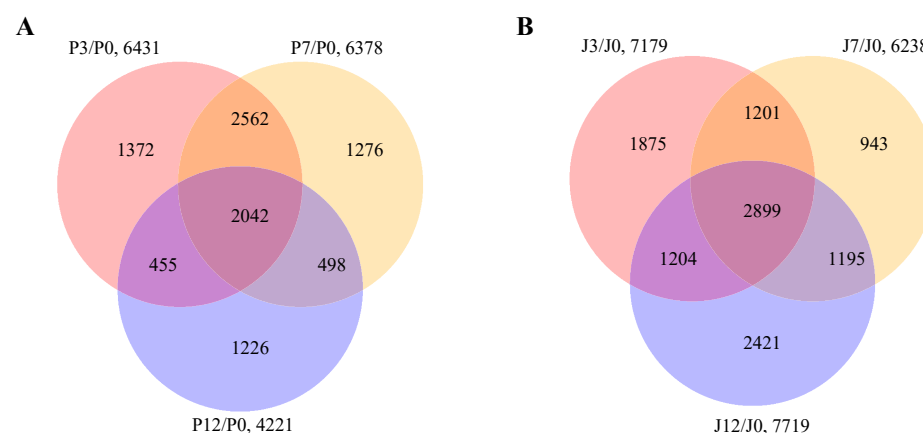 A
B
P3/P0, 6431
P7/P0, 6378
J3/J0, 7179
J7/J0, 6238
2562
1201
1372
1276
1875
943
2042
2899
455
498
1204
1195
1226
2421
P12/P0, 4221
J12/J0, 7719